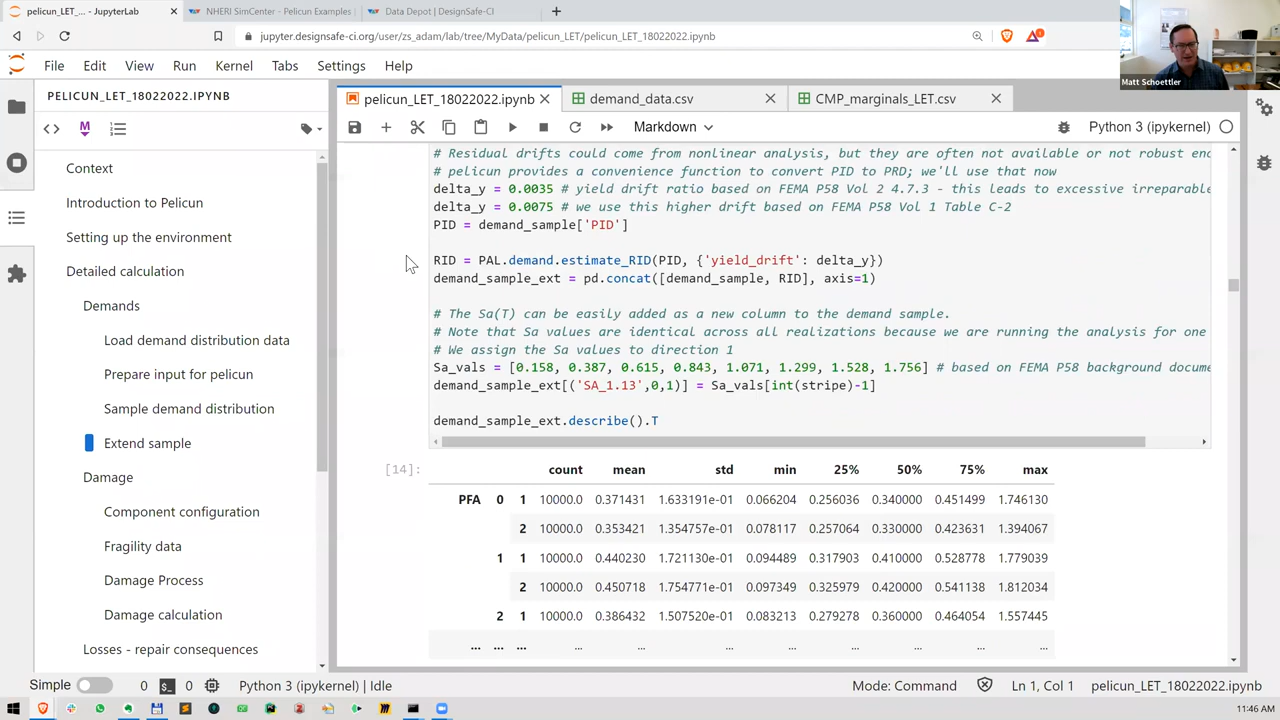 pelicun_LET_... - JupyterLab
NHERI SimCenter - Pelicun Examples
Data Depot | DesignSafe-CI
jupyter.designsafe-ci.org/user/zs_adam/lab/tree/MyData/pelicun_LET/pelicun_LET_18022022.ipynb
Matt Schoettler
File Edit View Run Kernel Tabs Settings Help
PELICUN_LET_18022022.IPYNB
pelicun_LET_18022022.ipynb
demand_data.csv
CMP_marginals_LET.csv
Markdown
Python 3 (ipykernel)
Context
Introduction to Pelicun
Setting up the environment
Detailed calculation
Demands
Load demand distribution data
Prepare input for pelicun
Sample demand distribution
Extend sample
Damage
Component configuration
Fragility data
Damage Process
Damage calculation
Losses - repair consequences
# Residual drifts could come from nonlinear analysis, but they are often not available or not robust
# pelicun provides a convenience function to convert PID to PRD; we'll use that now
delta_y = 0.0035 # yield drift ratio based on FEMA P58 Vol 2 4.7.3 - this leads to excessive irreparable
delta_y = 0.0075 # we use this higher drift based on FEMA P58 Vol 1 Table C-2
PID = demand_sample['PID']
RID = PAL.demand.estimate_RID(PID, {'yield_drift': delta_y})
demand_sample_ext = pd.concat([demand_sample, RID], axis=1)
# The Sa(T) can be easily added as a new column to the demand sample.
# Note that Sa values are identical across all realizations because we are running the analysis for one
# We assign the Sa values to direction 1
Sa_vals = [0.158, 0.387, 0.615, 0.843, 1.071, 1.299, 1.528, 1.756] # based on FEMA P58 background docume
demand_sample_ext[('SA_1.13',0,1)] = Sa_vals[int(stripe)-1]
demand_sample_ext.describe().T
[14]:
count mean std min 25% 50% 75% max
PFA 0 1 10000.0 0.371431 1.633191e-01 0.066204 0.256036 0.340000 0.451499 1.746130
2 10000.0 0.353421 1.354757e-01 0.078117 0.257064 0.330000 0.423631 1.394067
1 1 10000.0 0.440230 1.721130e-01 0.094489 0.317903 0.410000 0.528778 1.779039
2 10000.0 0.450718 1.754771e-01 0.097349 0.325979 0.420000 0.541138 1.812034
2 1 10000.0 0.386432 1.507520e-01 0.083213 0.279278 0.360000 0.464054 1.557445
... ... ... ... ... ... ... ... ... ... ...
Simple 0 0 Python 3 (ipykernel) | Idle
Mode: Command Ln 1, Col 1 pelicun_LET_18022022.ipynb
11:46 AM